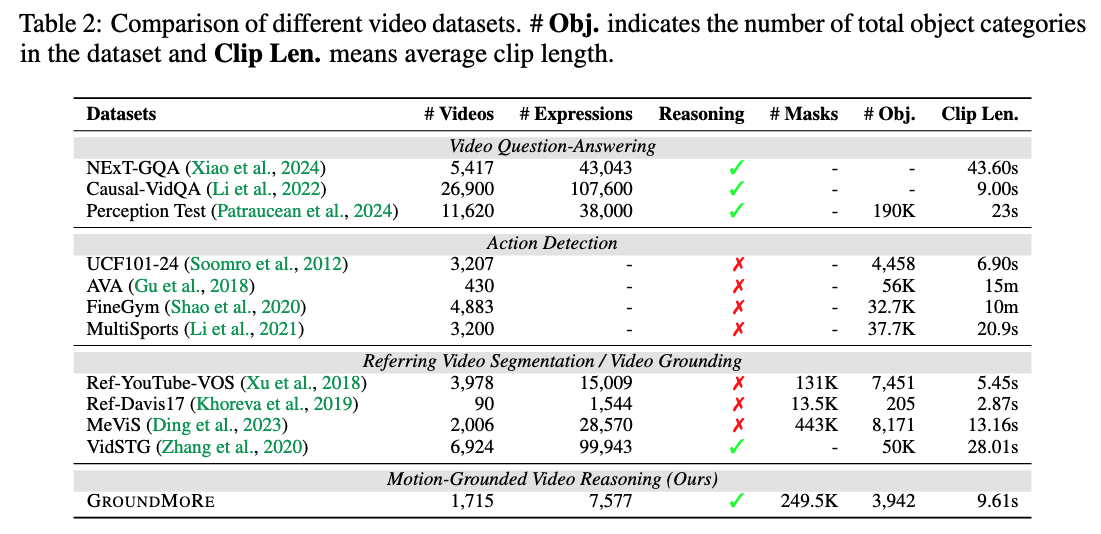 Table 2: Comparison of different video datasets. # Obj. indicates the number of total object categories
in the dataset and Clip Len. means average clip length.
Datasets # Videos # Expressions Reasoning # Masks # Obj. Clip Len.
Video Question-Answering
NExT-GQA (Xiao et al., 2024) 5,417 43,043 ✓ - - 43.60s
Causal-VidQA (Li et al., 2022) 26,900 107,600 ✓ - - 9.00s
Perception Test (Patraucean et al., 2024) 11,620 38,000 ✓ - 190K 23s
Action Detection
UCF101-24 (Soomro et al., 2012) 3,207 - ✗ - 4,458 6.90s
AVA (Gu et al., 2018) 430 - ✗ - 56K 15m
FineGym (Shao et al., 2020) 4,883 - ✗ - 32.7K 10m
MultiSports (Li et al., 2021) 3,200 - ✗ - 37.7K 20.9s
Referring Video Segmentation / Video Grounding
Ref-YouTube-VOS (Xu et al., 2018) 3,978 15,009 ✗ 131K 7,451 5.45s
Ref-Davis17 (Khoreva et al., 2019) 90 1,544 ✗ 13.5K 205 2.87s
MeViS (Ding et al., 2023) 2,006 28,570 ✗ 443K 8,171 13.16s
VidSTG (Zhang et al., 2020) 6,924 99,943 ✓ - 50K 28.01s
Motion-Grounded Video Reasoning (Ours)
GROUNDMORE 1,715 7,577 ✓ 249.5K 3,942 9.61s